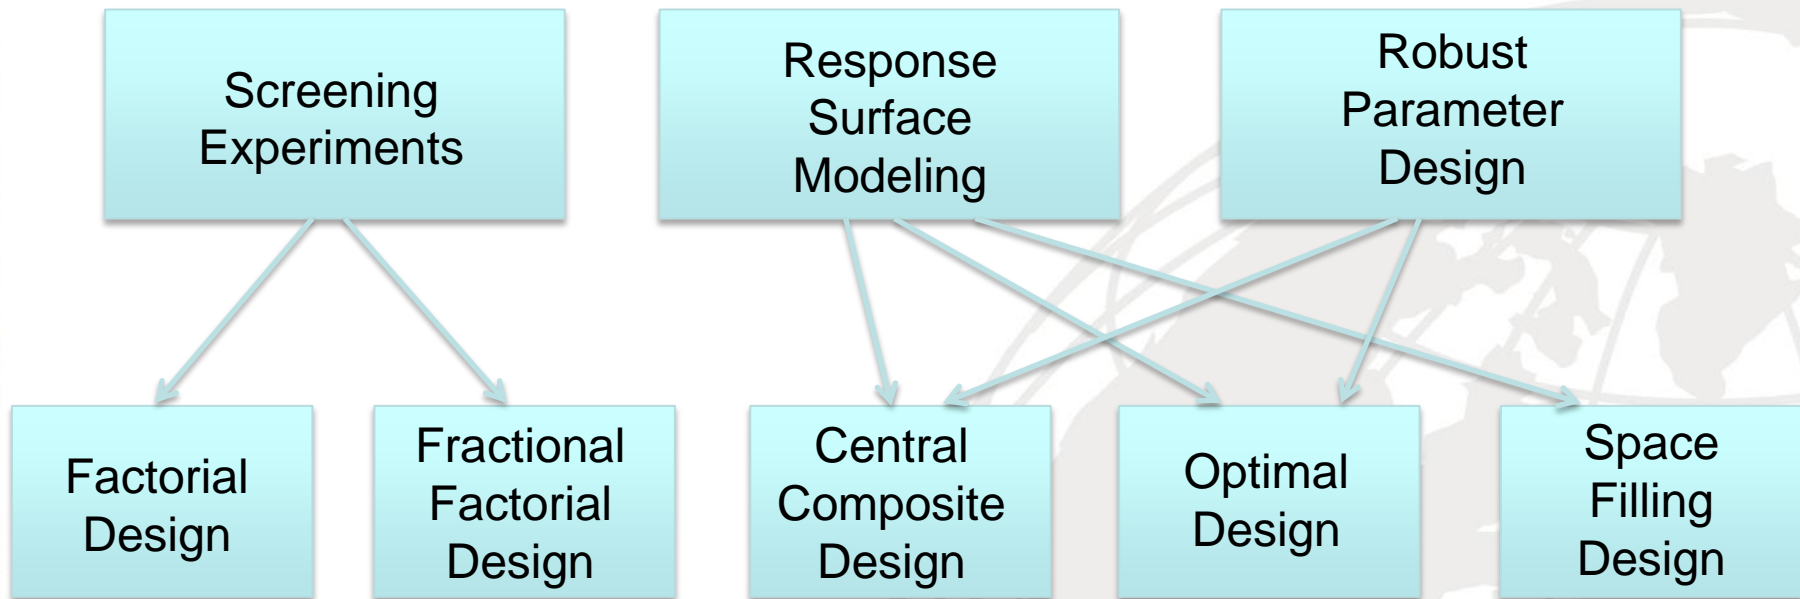 Screening
Experiments
Response
Surface
Modeling
Robust
Parameter
Design
Factorial
Design
Fractional
Factorial
Design
Central
Composite
Design
Optimal
Design
Space
Filling
Design